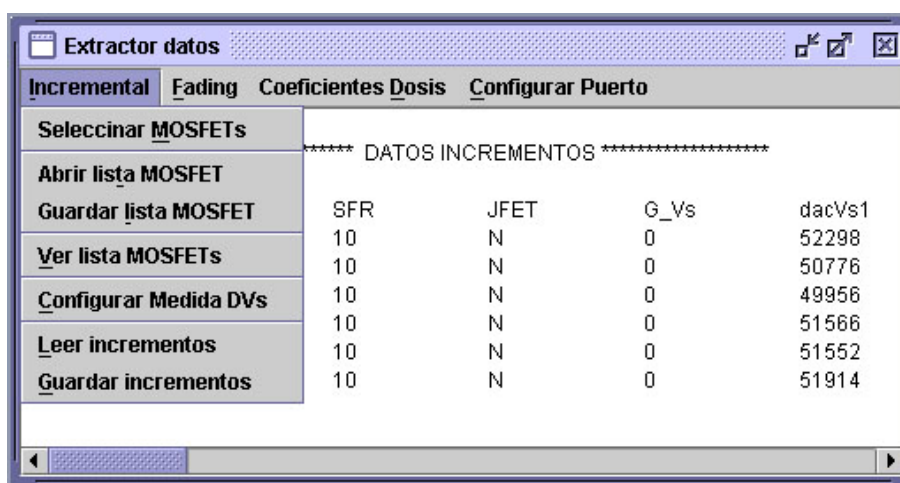 Extractor datos
Incremental Fading Coeficientes Dosis Configurar Puerto
Seleccinar MOSFETs
Abrir lista MOSFET
Guardar lista MOSFET
Ver lista MOSFETs
Configurar Medida DVs
Leer incrementos
Guardar incrementos
****** DATOS INCREMENTOS ********************
SFR JFET G_Vs dacVs1
10 N 0 52298
10 N 0 50776
10 N 0 49956
10 N 0 51566
10 N 0 51552
10 N 0 51914